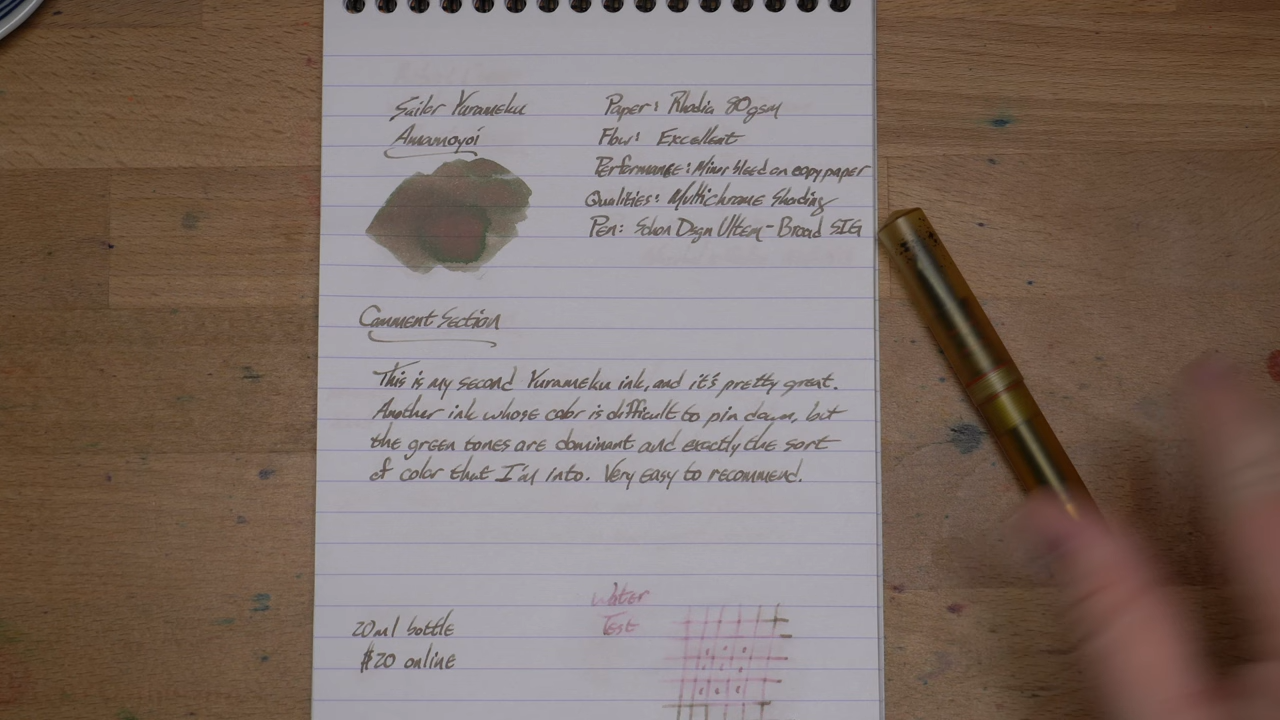 Sailor Yurameku
Amamoyoi
Paper: Rhodia 80gsm
Flow: Excellent
Performance: Minor bleed on copy paper
Qualities: Multichrome Shading
Pen: Schon Dsgn Ultem - Broad SIG
Comment Section
This is my second Yurameku ink, and it's pretty great.
Another ink whose color is difficult to pin down, but
the green tones are dominant and exactly the sort
of color that I'm into. Very easy to recommend.
Water
Test
20ml bottle
$20 online